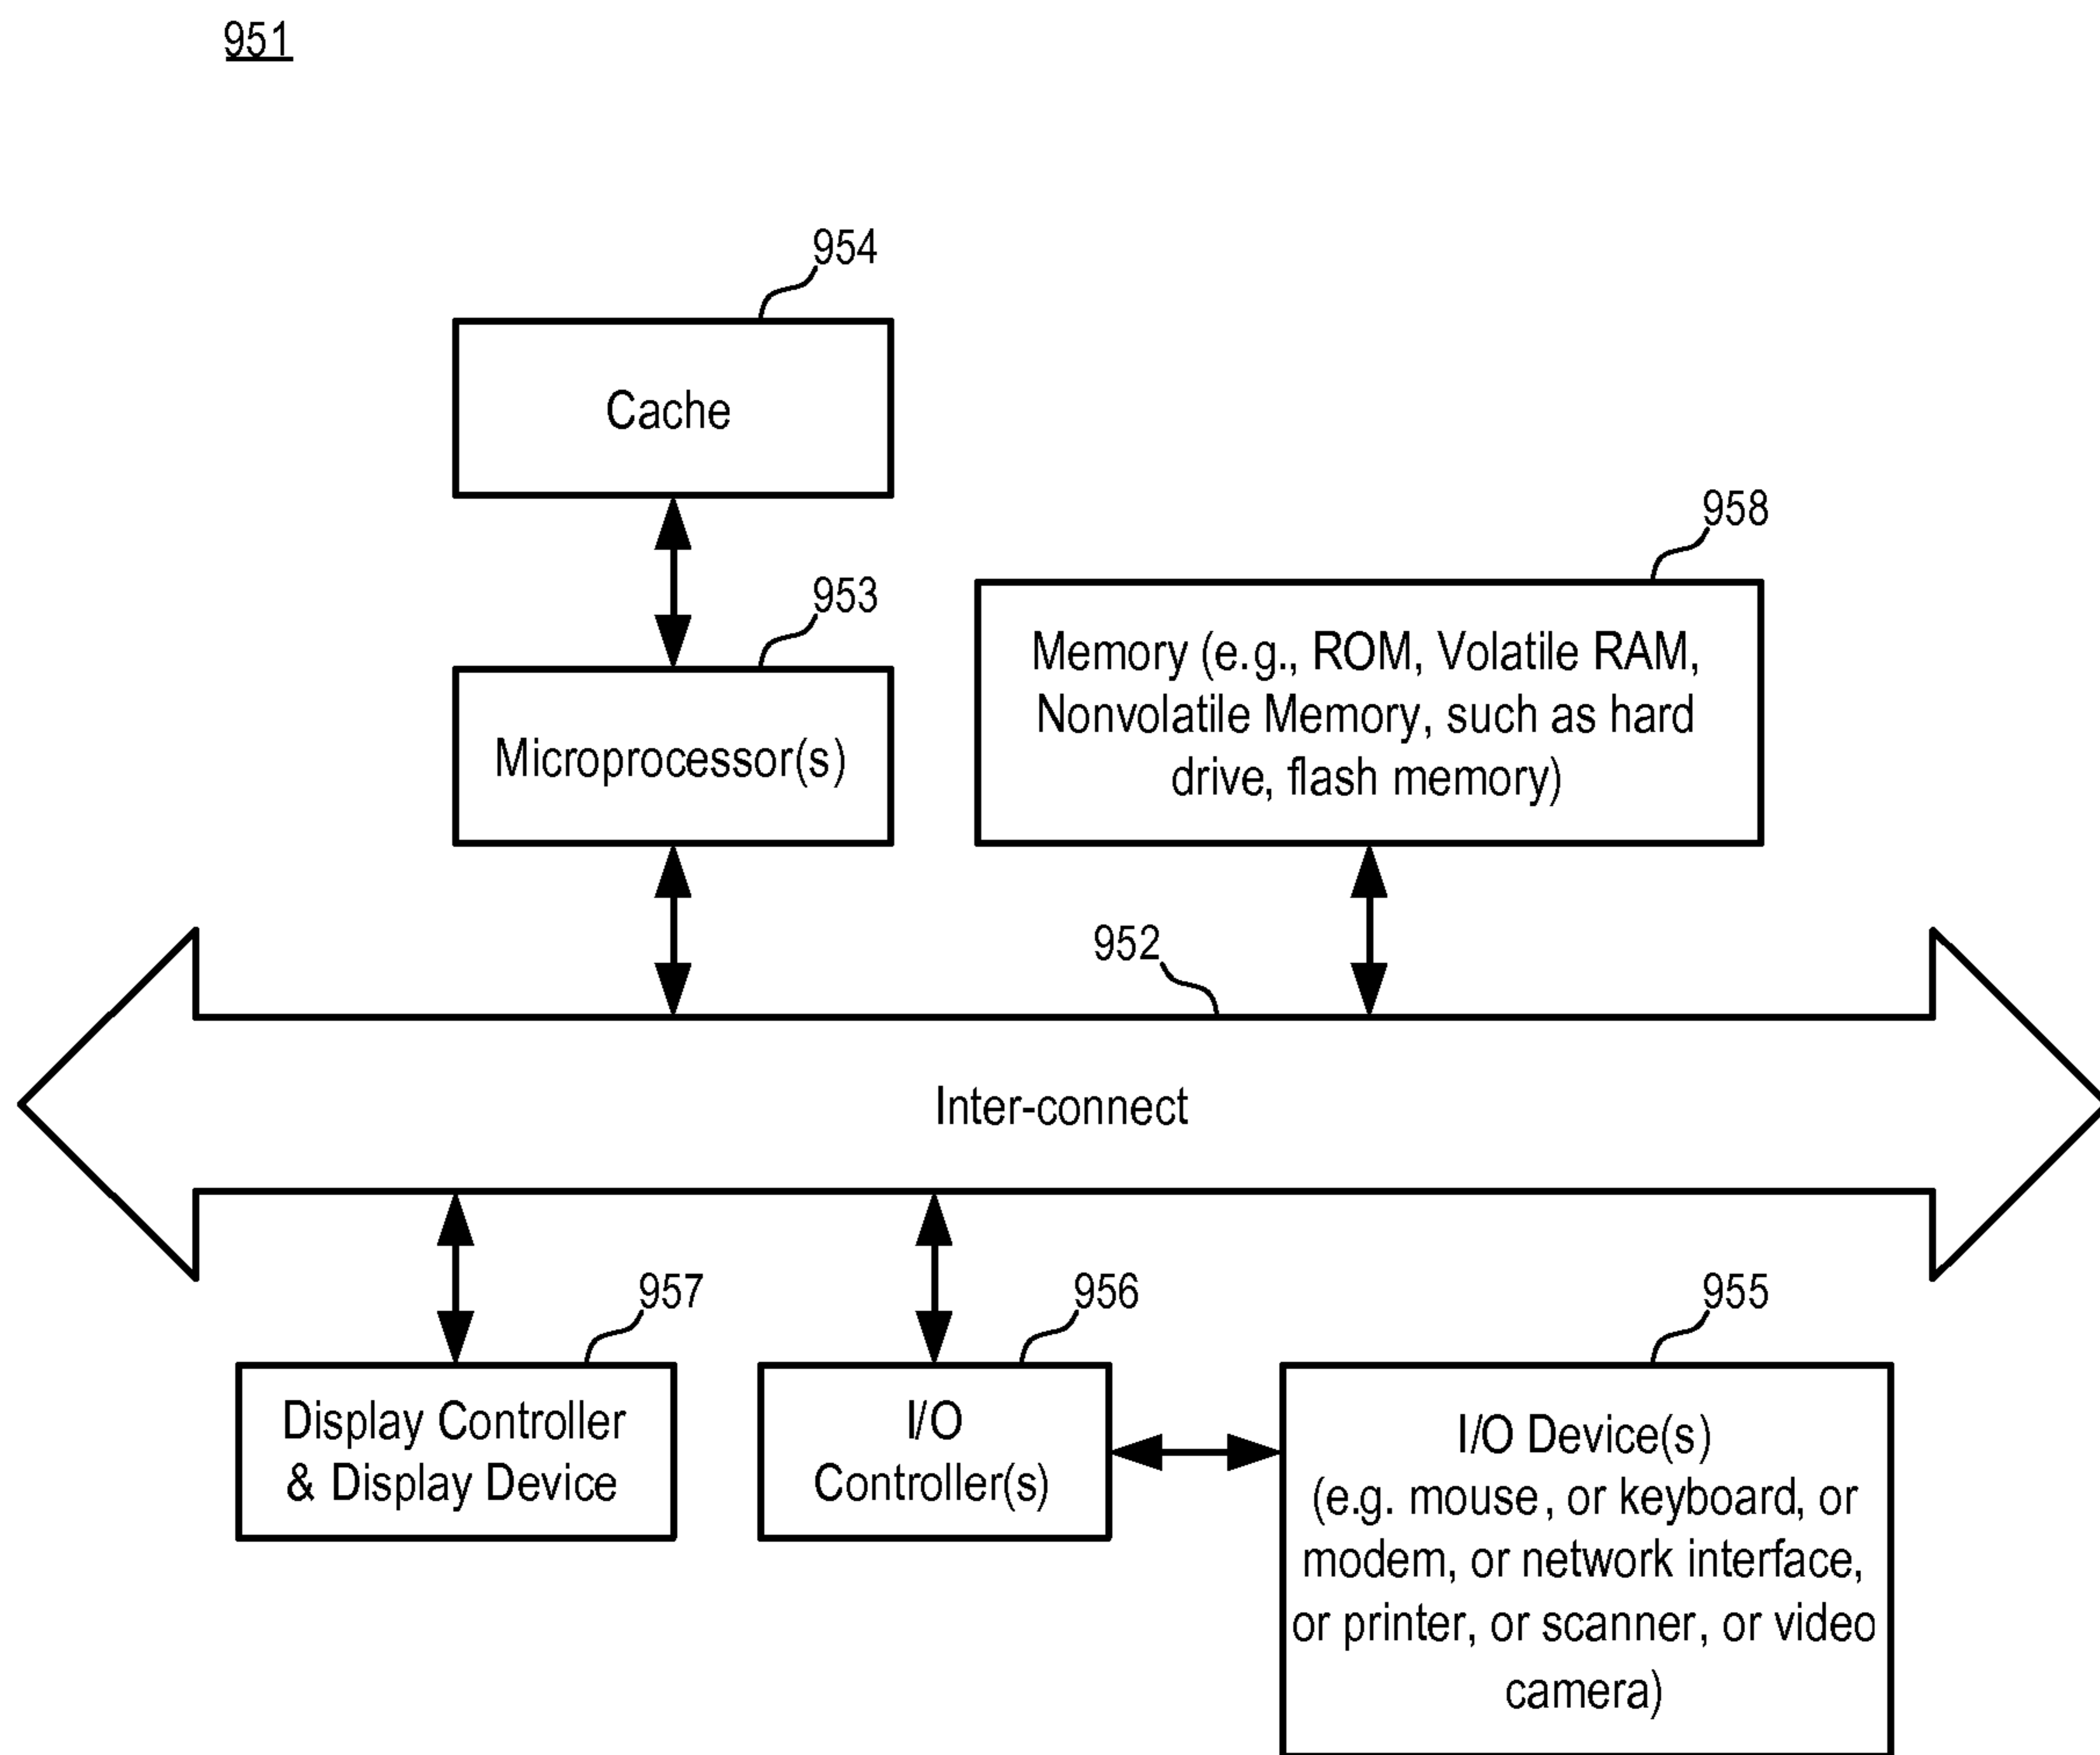 951
954
Cache
958
953
Memory (e.g., ROM, Volatile RAM,
Nonvolatile Memory, such as hard
drive, flash memory)
Microprocessor(s)
952
Inter-connect
957
956
955
Display Controller
& Display Device
I/O
Controller(s)
I/O Device(s)
(e.g. mouse, or keyboard, or
modem, or network interface,
or printer, or scanner, or video
camera)